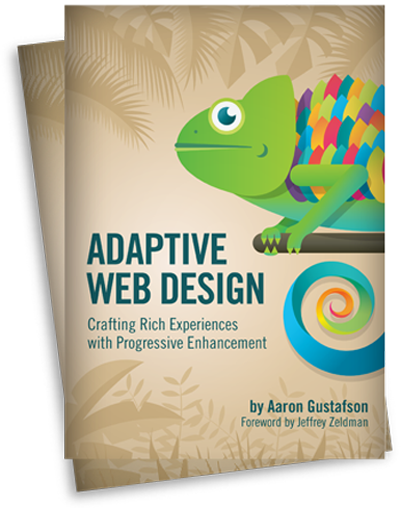 ADAPTIVE
WEB DESIGN
Crafting Rich Experiences
with Progressive Enhancement
by Aaron Gustafson
Foreword by Jeffrey Zeldman